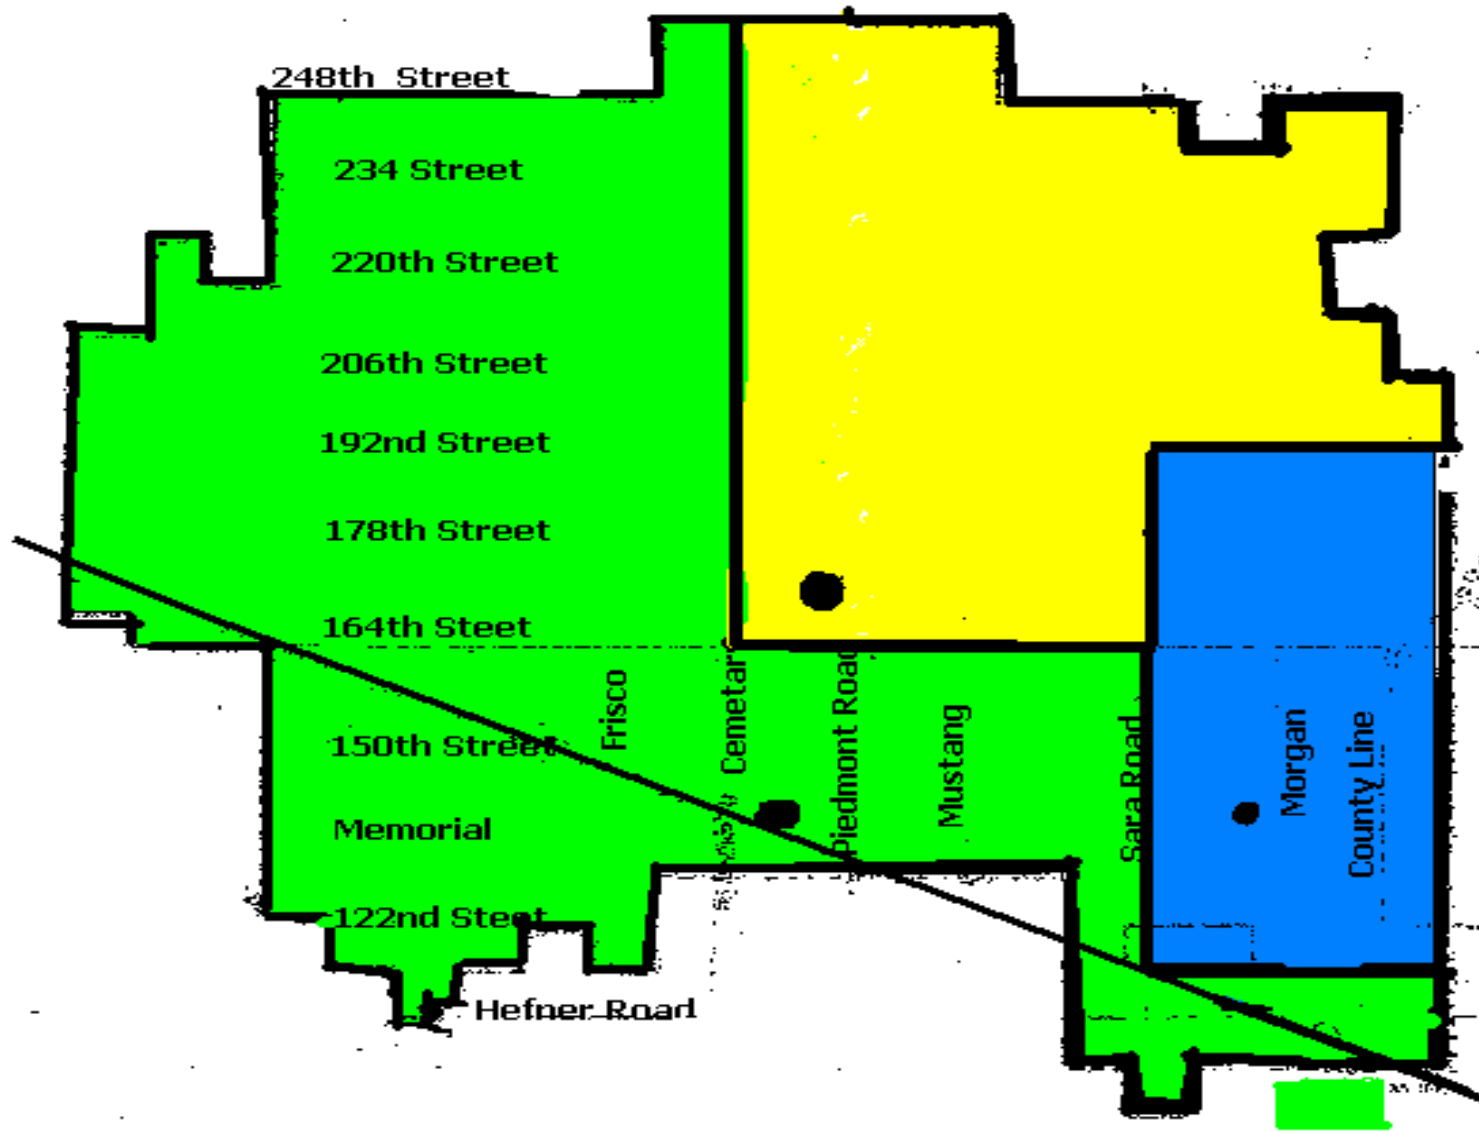 248th Street
234 Street
220th Street
206th Street
192nd Street
178th Street
164th Steet
150th Street
Memorial
122nd Steet
Hefner Road
Frisco
Cemetar
Piedmont Road
Mustang
Sara Road
Morgan
County Line